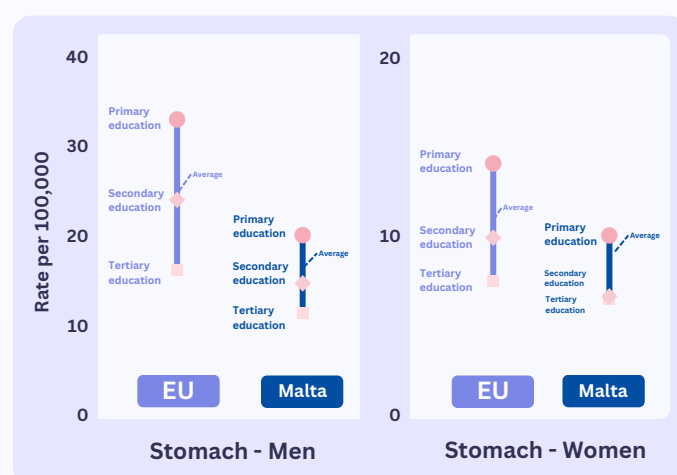 Rate per 100,000
40
30
20
10
0
Primary
education
Average
Secondary
education
Tertiary
education
EU
Primary
education
Average
Secondary
education
Tertiary
education
Malta
Stomach - Men
20
10
0
Primary
education
Average
Secondary
education
Tertiary
education
EU
Primary
education
Average
Secondary
education
Tertiary
education
Malta
Stomach - Women